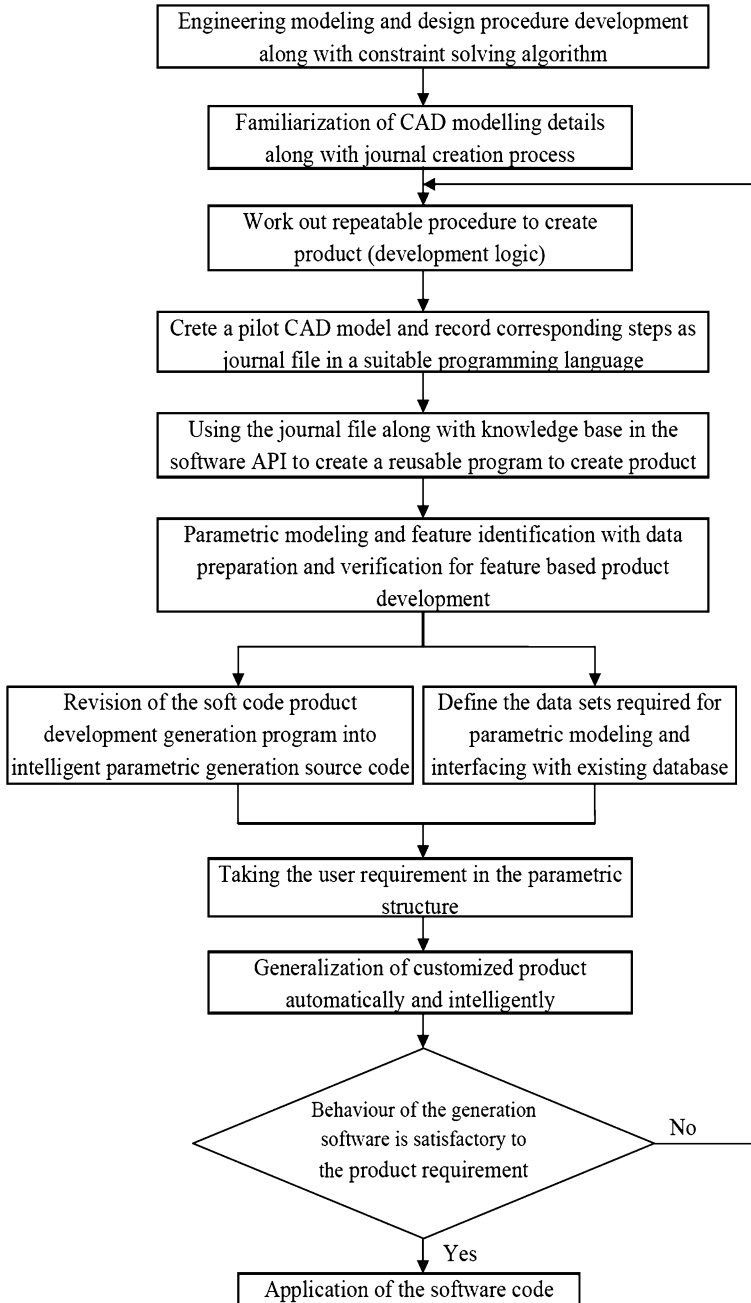 Engineering modeling and design procedure development
along with constraint solving algorithm
Familiarization of CAD modelling details
along with journal creation process
Work out repeatable procedure to create
product (development logic)
Crete a pilot CAD model and record corresponding steps as
journal file in a suitable programming language
Using the journal file along with knowledge base in the
software API to create a reusable program to create product
Parametric modeling and feature identification with data
preparation and verification for feature based product
development
Revision of the soft code product
development generation program into
intelligent parametric generation source code
Define the data sets required for
parametric modeling and
interfacing with existing database
Taking the user requirement in the parametric
structure
Generalization of customized product
automatically and intelligently
Behaviour of the generation
software is satisfactory to
the product requirement
No
Yes
Application of the software code